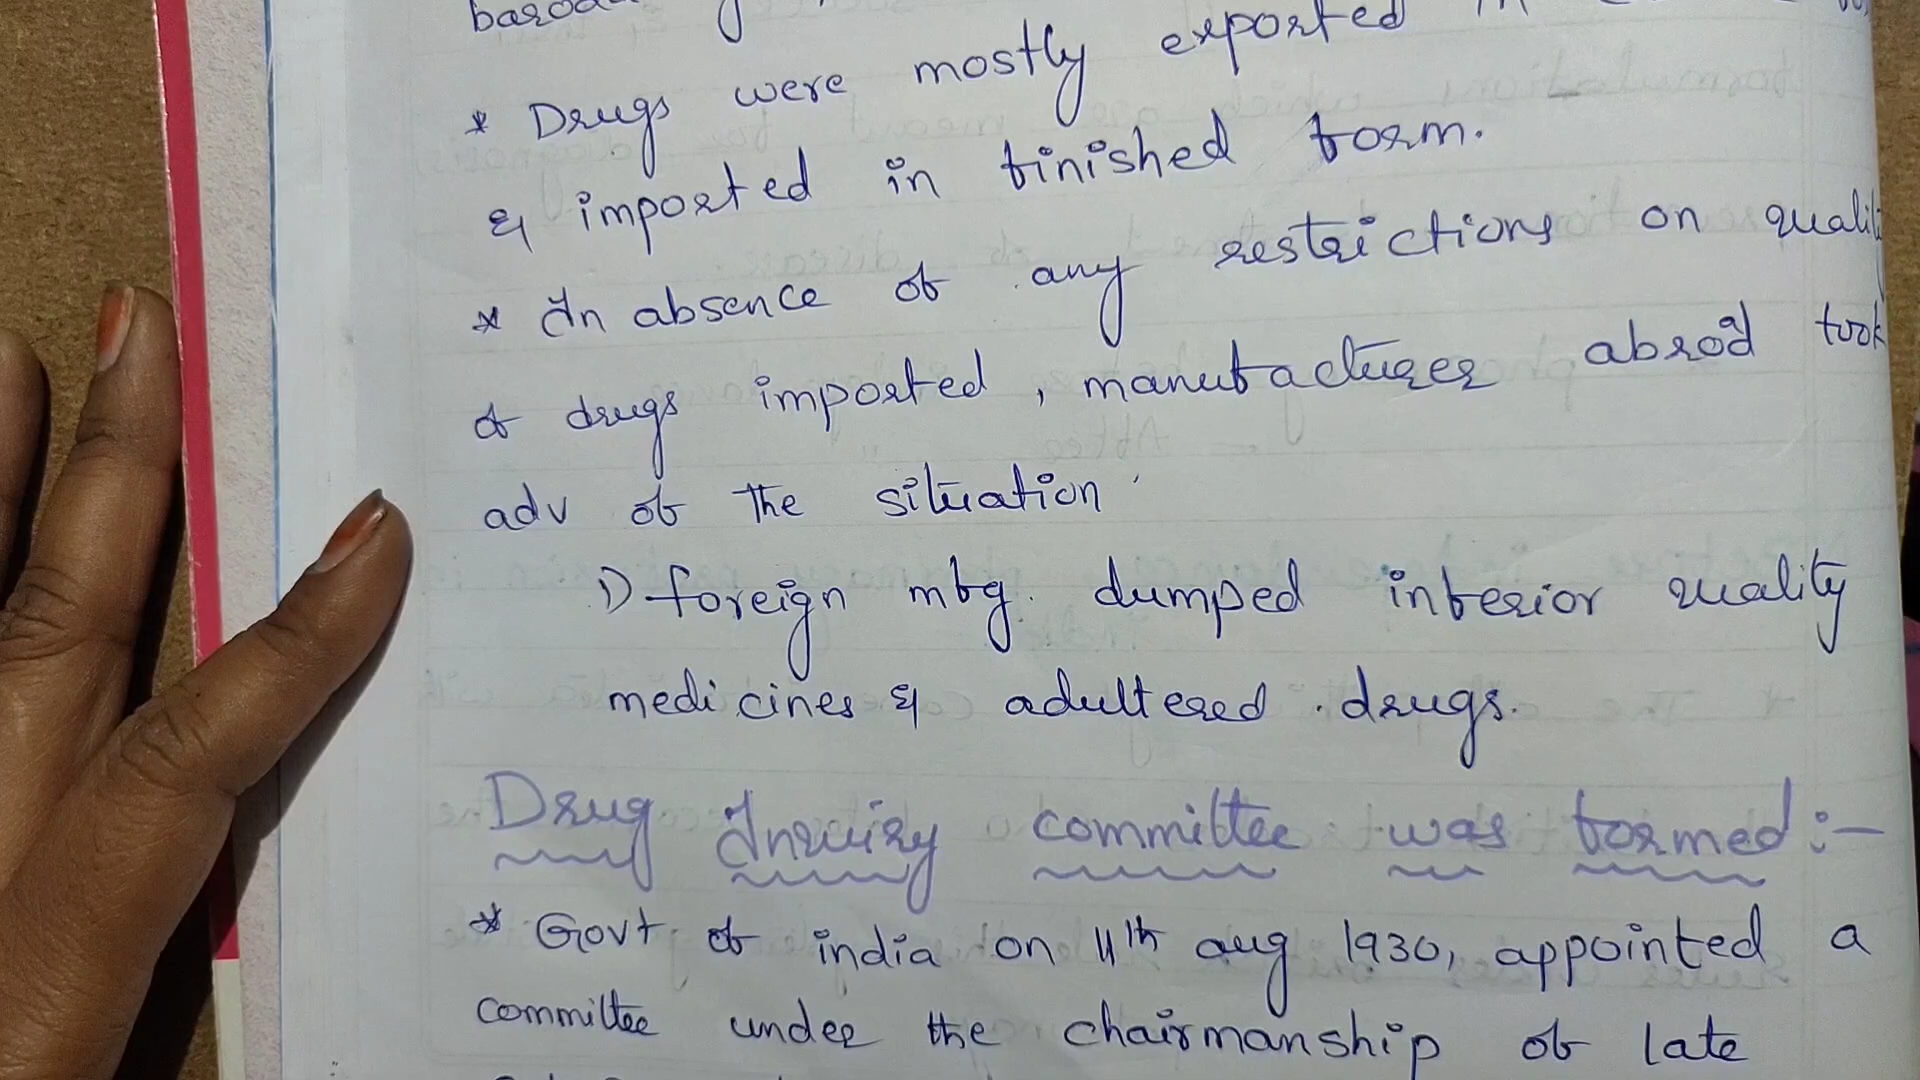 * Drugs were mostly exported in
& imported in finished form.
* In absence of any restrictions on quality
of drugs imported, manufacturer abroad took
adv of the situation.
1) foreign mfg. dumped inferior quality
medicines & adultered drugs.
Drug Inquiry committee was formed :-
* Govt. of india on 11th aug 1930, appointed a
committee under the chairmanship of late